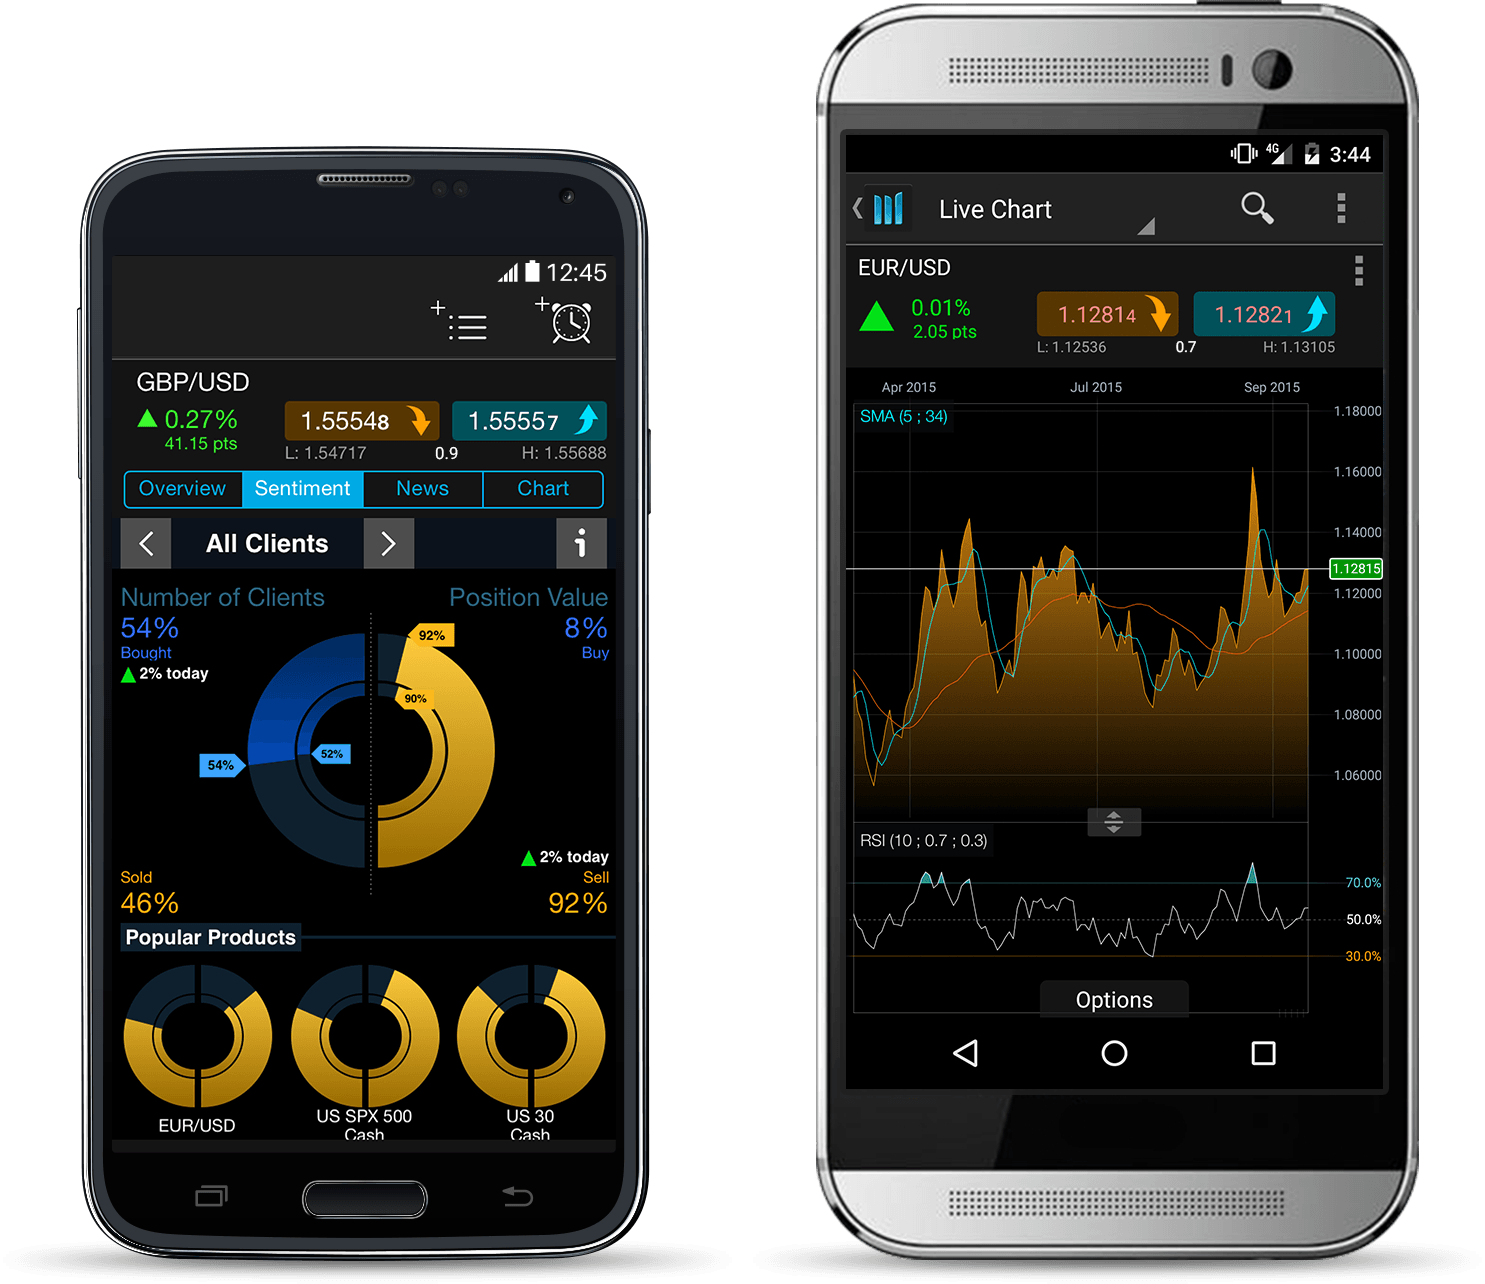 12:45
GBP/USD
0.27%
41.15 pts
1.55548
1.55557
L: 1.54717
0.9
H: 1.55688
Overview
Sentiment
News
Chart
All Clients
Number of Clients
Position Value
54%
8%
Bought
Buy
2% today
92%
90%
54%
52%
2% today
Sold
Sell
46%
92%
Popular Products
EUR/USD
US SPX 500
Cash
US 30
Cash
4G
3:44
Live Chart
EUR/USD
0.01%
2.05 pts
1.12814
1.12821
L: 1.12536
0.7
H: 1.13105
Apr 2015
Jul 2015
Sep 2015
SMA (5 ; 34)
1.18000
1.16000
1.14000
1.12815
1.12000
1.10000
1.08000
1.06000
RSI (10 ; 0.7 ; 0.3)
70.0%
50.0%
30.0%
Options